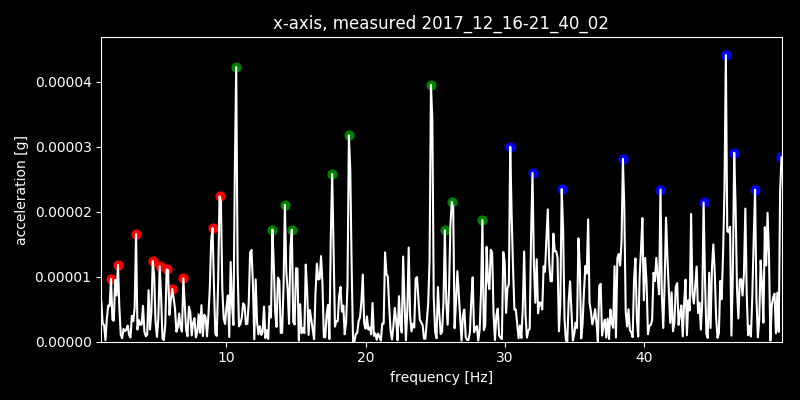 x-axis, measured 2017_12_16-21_40_02
acceleration [g]
0.00004
0.00003
0.00002
0.00001
0.00000
10 20 30 40
frequency [Hz]